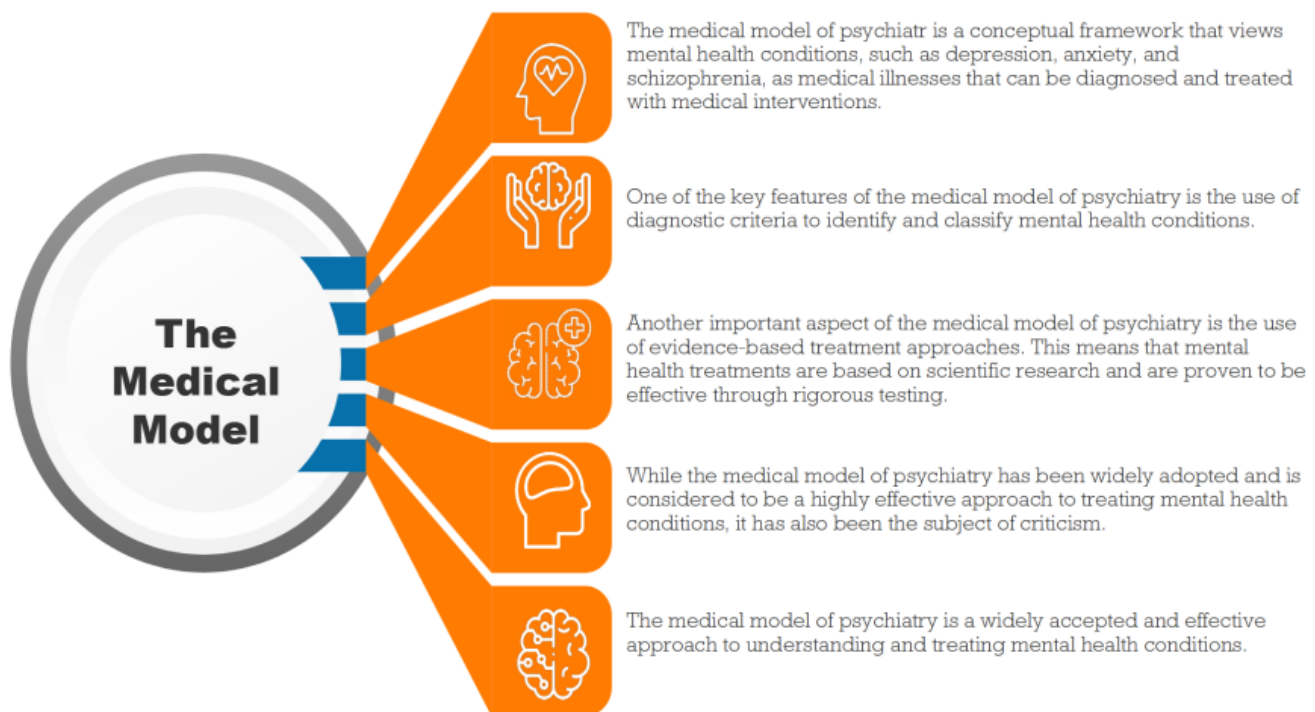 The
Medical
Model
The medical model of psychiatr is a conceptual framework that views
mental health conditions, such as depression, anxiety, and
schizophrenia, as medical illnesses that can be diagnosed and treated
with medical interventions.
One of the key features of the medical model of psychiatry is the use of
diagnostic criteria to identify and classify mental health conditions.
Another important aspect of the medical model of psychiatry is the use
of evidence-based treatment approaches. This means that mental
health treatments are based on scientific research and are proven to be
effective through rigorous testing.
While the medical model of psychiatry has been widely adopted and is
considered to be a highly effective approach to treating mental health
conditions, it has also been the subject of criticism.
The medical model of psychiatry is a widely accepted and effective
approach to understanding and treating mental health conditions.